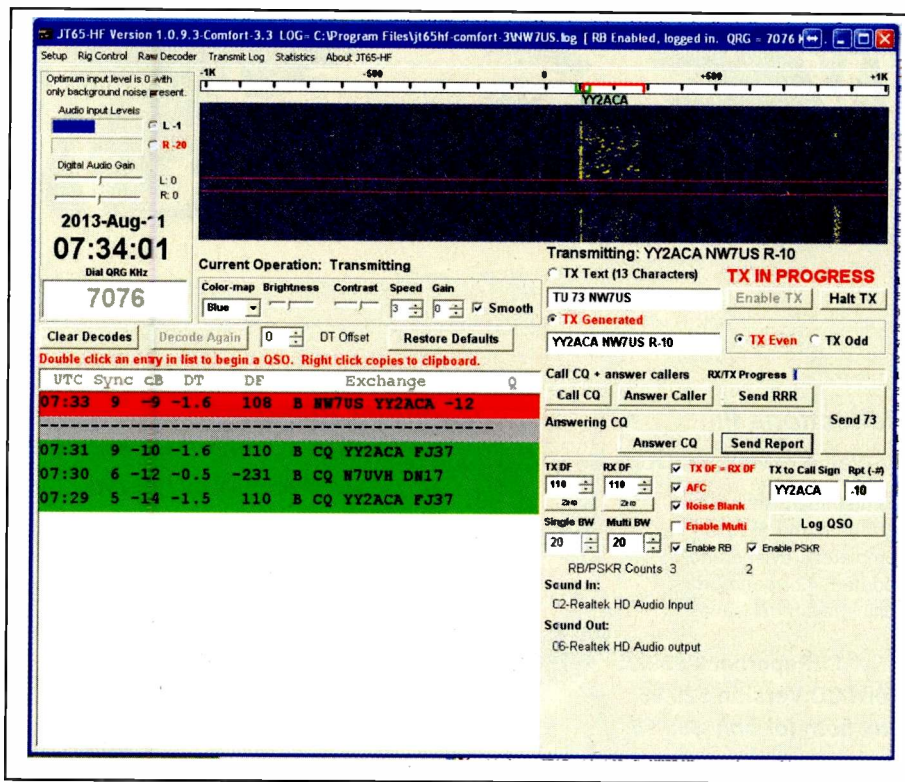 JT65-HF Version 1.0.9.3-Comfort-3.3 LOG= C:\Program Files\jt65hf-comfort-3\NW7US.log [ RB Enabled, logged in. QRG = 7076
Setup Rig Control Raw Decoder Transmit Log Statistics About JT65-HF
Optimum input level is 0 with
only background noise present.
Audio Input Levels
L -1
R -20
Digital Audio Gain
L: 0
R: 0
2013-Aug-11
07:34:01
Dial QRG KHz
7076
-1K -500 0 +500 +1K
YY2ACA
Current Operation: Transmitting
Color-map Brightness Contrast Speed Gain
Blue 3 0 Smooth
Clear Decodes Decode Again 0 DT Offset Restore Defaults
Double click an entry in list to begin a QSO. Right click copies to clipboard.
UTC Sync dB DT DF Exchange Q
07:33 9 -9 -1.6 108 B NW7US YY2ACA -12
07:31 9 -10 -1.6 110 B CQ YY2ACA FJ37
07:30 6 -12 -0.5 -231 B CQ N7UVH DN17
07:29 5 -14 -1.5 110 B CQ YY2ACA FJ37
Transmitting: YY2ACA NW7US R-10
TX Text (13 Characters) TX IN PROGRESS
TU 73 NW7US Enable TX Halt TX
TX Generated
YY2ACA NW7US R-10 TX Even TX Odd
Call CQ + answer callers RX/TX Progress
Call CQ Answer Caller Send RRR
Send 73
Answering CQ
Answer CQ Send Report
TX DF RX DF TX DF = RX DF TX to Call Sign Rpt (-#)
110 110 AFC YY2ACA -10
Zero Zero Noise Blank
Single BW Multi BW Enable Multi Log QSO
20 20 Enable RB Enable PSKR
RB/PSKR Counts 3 2
Sound In:
02-Realtek HD Audio Input
Sound Out:
06-Realtek HD Audio output